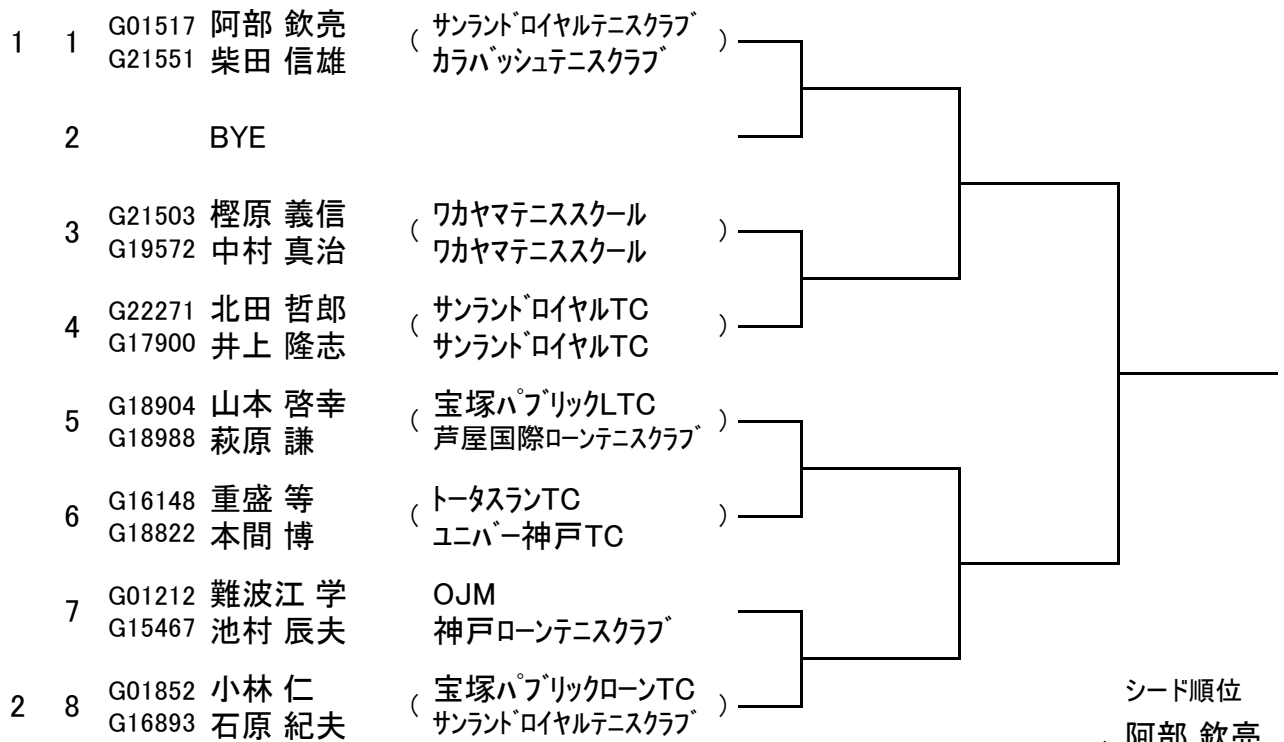 1 1 G01517 阿部 欽亮 ( サンランドロイヤルテニスクラブ )
G21551 柴田 信雄 カラバッシュテニスクラブ
2 BYE
3 G21503 樫原 義信 ( ワカヤマテニススクール )
G19572 中村 真治 ワカヤマテニススクール
4 G22271 北田 哲郎 ( サンランドロイヤルTC )
G17900 井上 隆志 サンランドロイヤルTC
5 G18904 山本 啓幸 ( 宝塚パブリックLTC )
G18988 萩原 謙 芦屋国際ローンテニスクラブ
6 G16148 重盛 等 ( トータスランTC )
G18822 本間 博 ユニバー神戸TC
7 G01212 難波江 学 OJM
G15467 池村 辰夫 神戸ローンテニスクラブ
2 8 G01852 小林 仁 ( 宝塚パブリックローンTC )
G16893 石原 紀夫 サンランドロイヤルテニスクラブ
シード順位
阿部 欽亮